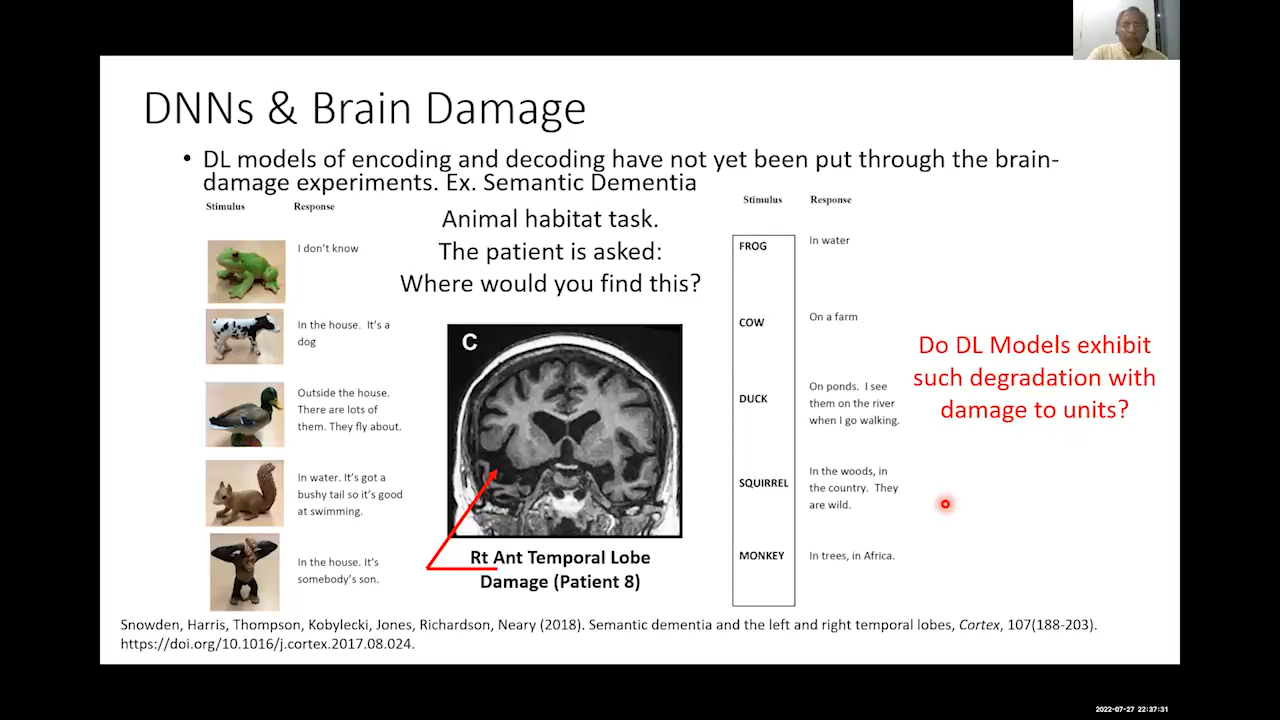 DNNs & Brain Damage
• DL models of encoding and decoding have not yet been put through the brain-
damage experiments. Ex. Semantic Dementia
Stimulus Response
I don't know
In the house. It's a
dog
Outside the house.
There are lots of
them. They fly about.
In water. It's got a
bushy tail so it's good
at swimming.
In the house. It's
somebody's son.
Animal habitat task.
The patient is asked:
Where would you find this?
C
Rt Ant Temporal Lobe
Damage (Patient 8)
Stimulus Response
FROG In water
COW On a farm
DUCK On ponds. I see
them on the river
when I go walking.
SQUIRREL In the woods, in
the country. They
are wild.
MONKEY In trees, in Africa.
Do DL Models exhibit
such degradation with
damage to units?
Snowden, Harris, Thompson, Kobylecki, Jones, Richardson, Neary (2018). Semantic dementia and the left and right temporal lobes, Cortex, 107(188-203).
https://doi.org/10.1016/j.cortex.2017.08.024.
2022-07-27 22:37:31